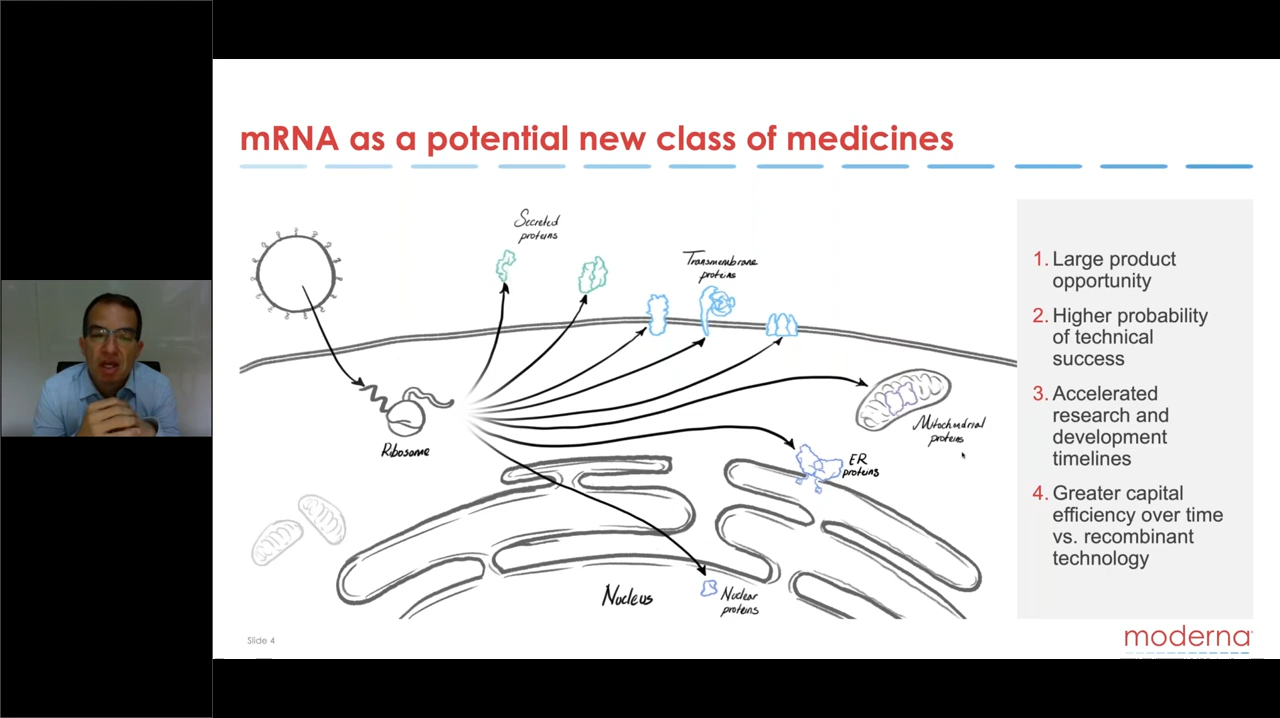 mRNA as a potential new class of medicines
Secreted
proteins
Transmembrane
proteins
Ribosome
Mitochondrial
proteins
ER
proteins
Nucleus
Nuclear
proteins
1. Large product
opportunity
2. Higher probability
of technical
success
3. Accelerated
research and
development
timelines
4. Greater capital
efficiency over time
vs. recombinant
technology
Slide 4
moderna